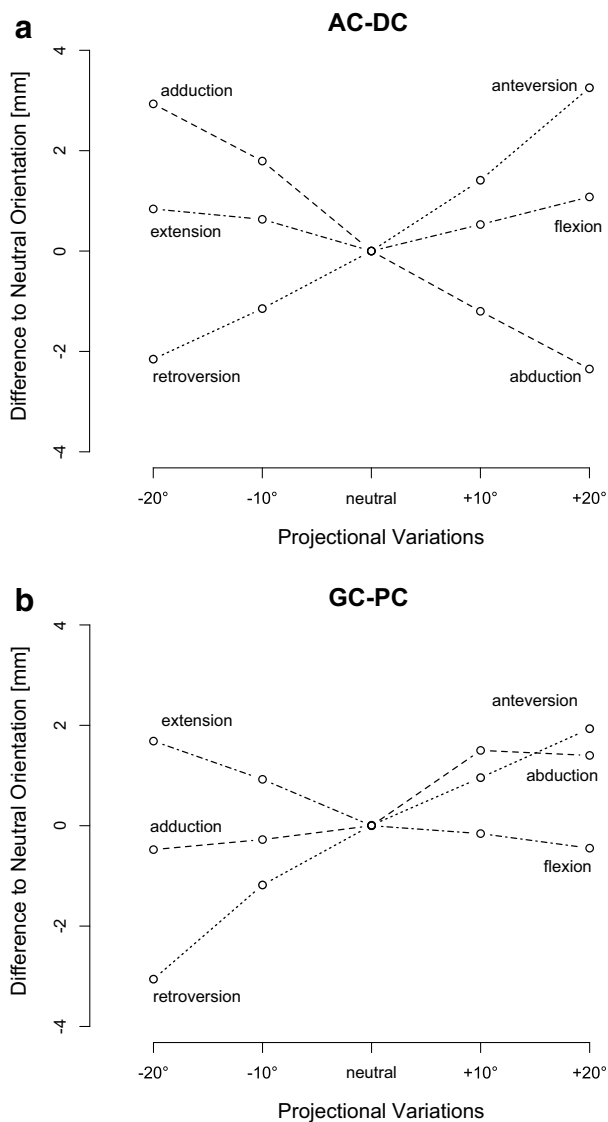 a
AC-DC
Difference to Neutral Orientation [mm]
4
2
0
-2
-4
adduction
anteversion
extension
flexion
retroversion
abduction
-20°
-10°
neutral
+10°
+20°
Projectional Variations
b
GC-PC
Difference to Neutral Orientation [mm]
4
2
0
-2
-4
extension
anteversion
abduction
adduction
flexion
retroversion
-20°
-10°
neutral
+10°
+20°
Projectional Variations